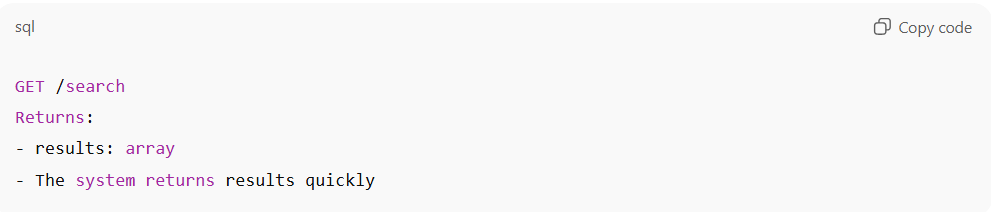 sql
Copy code
GET /search
Returns:
- results: array
- The system returns results quickly